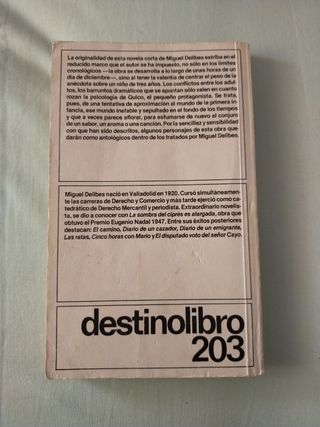 La originalidad de esta novela corta de Miguel Delibes estriba en el
reducido marco que el autor se ha impuesto, no sólo en los límites
cronológicos —la obra se desarrolla a lo largo de unas horas de un
día de diciembre—, sino al tener la valentía de centrar el peso de su
anécdota sobre un niño de tres años. Los conflictos entre los adul-
tos, los barruntos dramáticos que se apuntan sólo valen en cuanto
rozan la psicología de Quico, el pequeño protagonista. Se trata,
pues, de una tentativa de aproximación al mundo de la primera in-
fancia, ese mundo inefable y sepultado en el fondo de los tiempos
y que a veces parece aflorar, para esfumarse de nuevo al conjuro
de un sabor, un aroma o una canción. Por la sencillez y sensibilidad
con que han sido descritos, algunos personajes de esta obra que-
darán como antológicos dentro de los tratados por Miguel Delibes.
Miguel Delibes nació en Valladolid en 1920. Cursó simultáneamen-
te las carreras de Derecho y Comercio y más tarde ejerció como ca-
tedrático de Derecho Mercantil y periodista. Extraordinario novelis-
ta, se dio a conocer con La sombra del ciprés es alargada, obra que
obtuvo el Premio Eugenio Nadal 1947. Entre sus éxitos posteriores
destacan: El camino, Diario de un cazador, Diario de un emigrante,
Las ratas, Cinco horas con Mario y El disputado voto del señor Cayo.
destinolibro
203